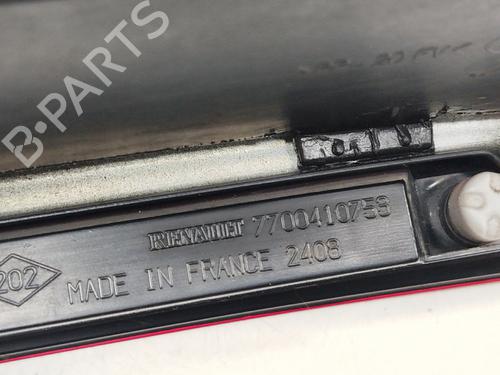 B-PARTS
RENAULT 7700410758
202
MADE IN FRANCE 2408